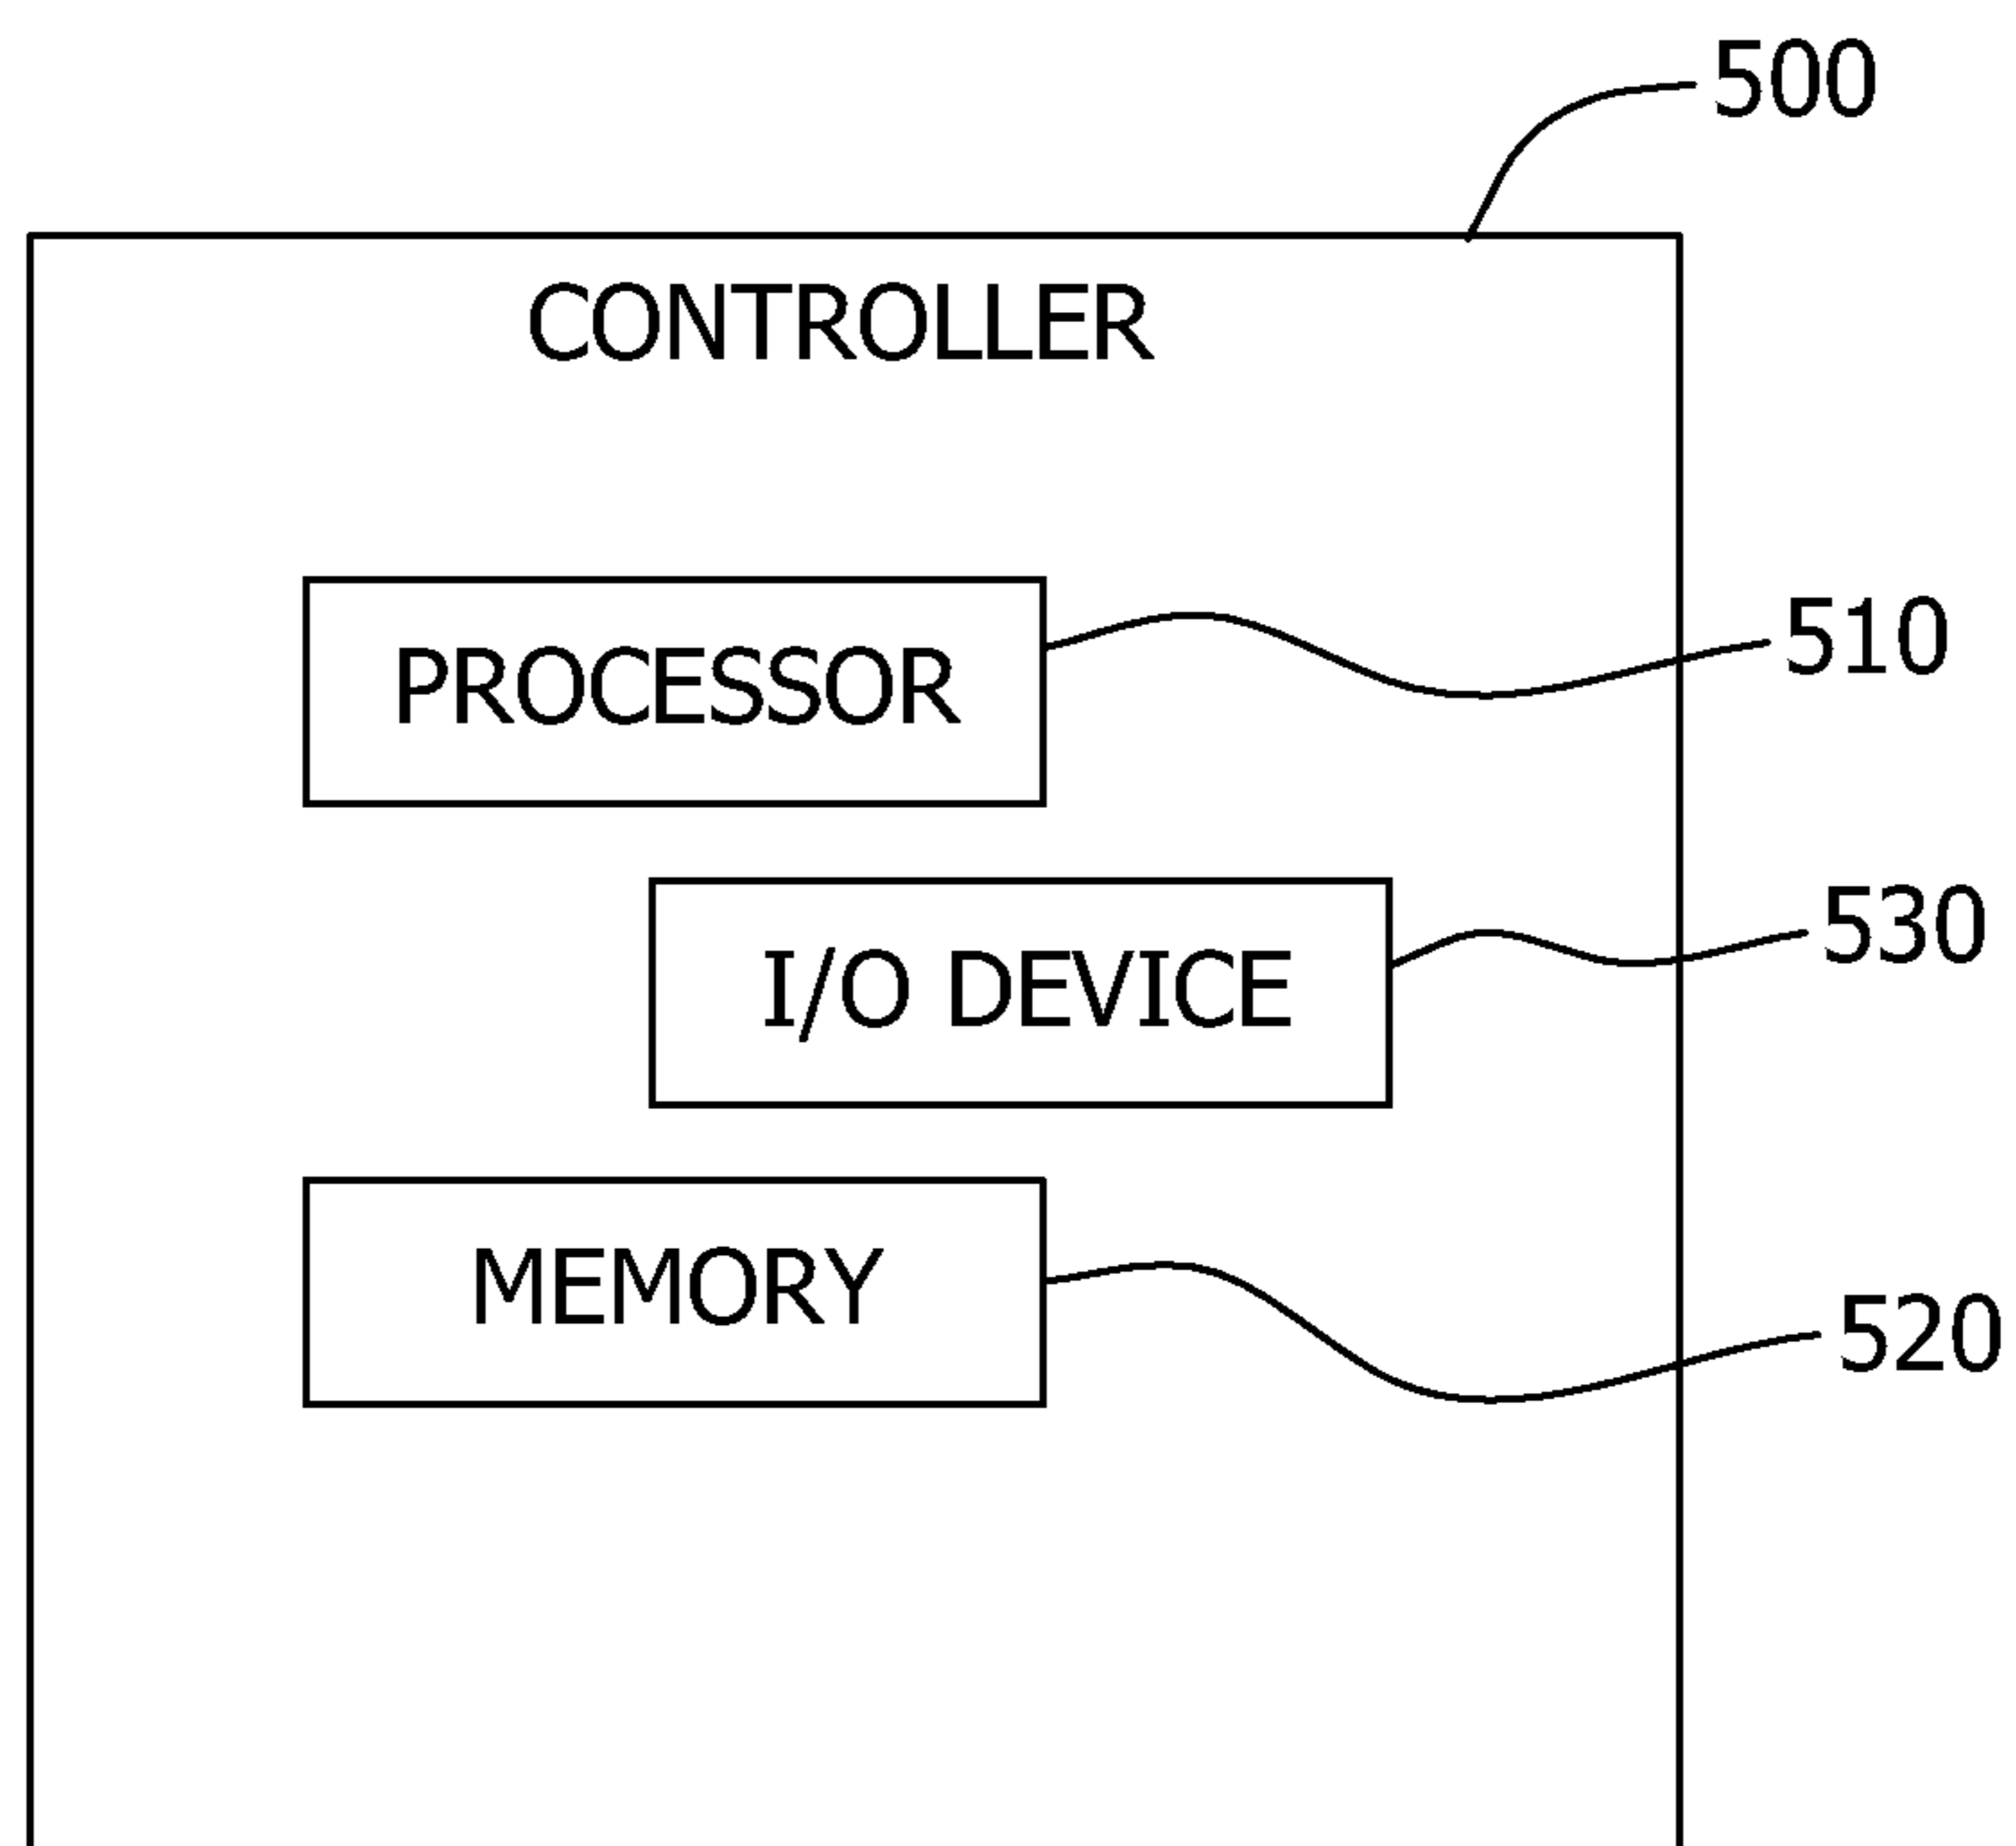 500
CONTROLLER
PROCESSOR
510
I/O DEVICE
530
MEMORY
520